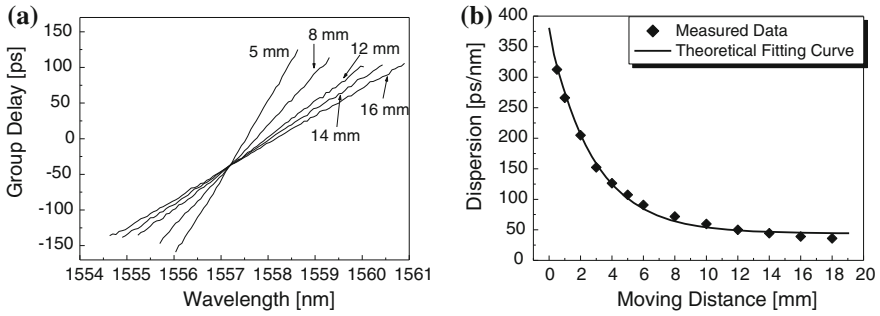 (a)
150
100
50
0
-50
-100
-150
Group Delay [ps]
5 mm
8 mm
12 mm
14 mm
16 mm
1554 1555 1556 1557 1558 1559 1560 1561
Wavelength [nm]
(b)
400
350
300
250
200
150
100
50
0
Dispersion [ps/nm]
Measured Data
Theoretical Fitting Curve
0 2 4 6 8 10 12 14 16 18 20
Moving Distance [mm]